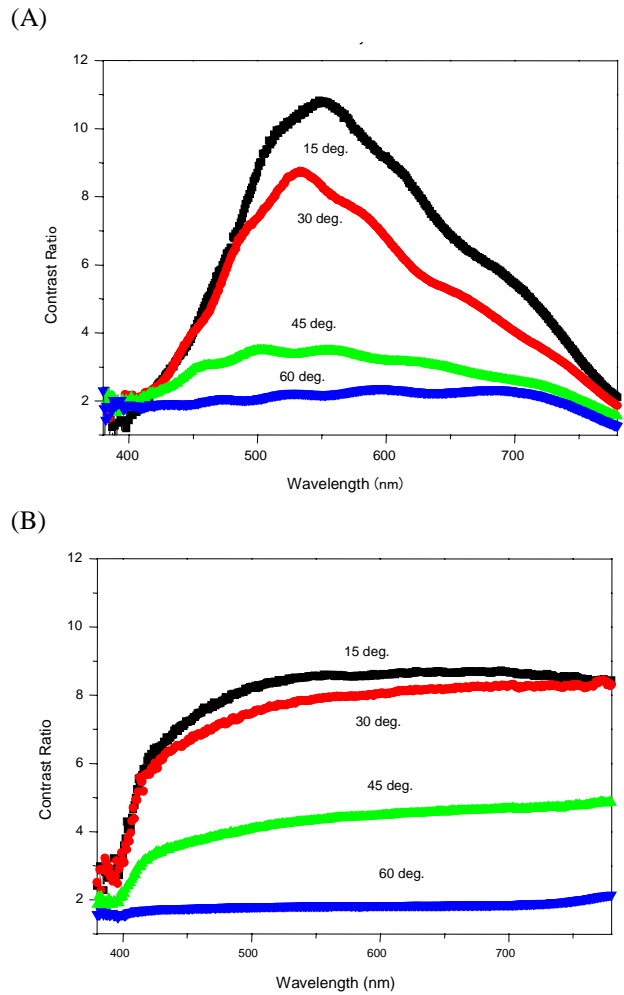 (A)
12
10
8
6
4
2
Contrast Ratio
15 deg.
30 deg.
45 deg.
60 deg.
400 500 600 700
Wavelength (nm)
(B)
12
10
8
6
4
2
Contrast Ratio
15 deg.
30 deg.
45 deg.
60 deg.
400 500 600 700
Wavelength (nm)